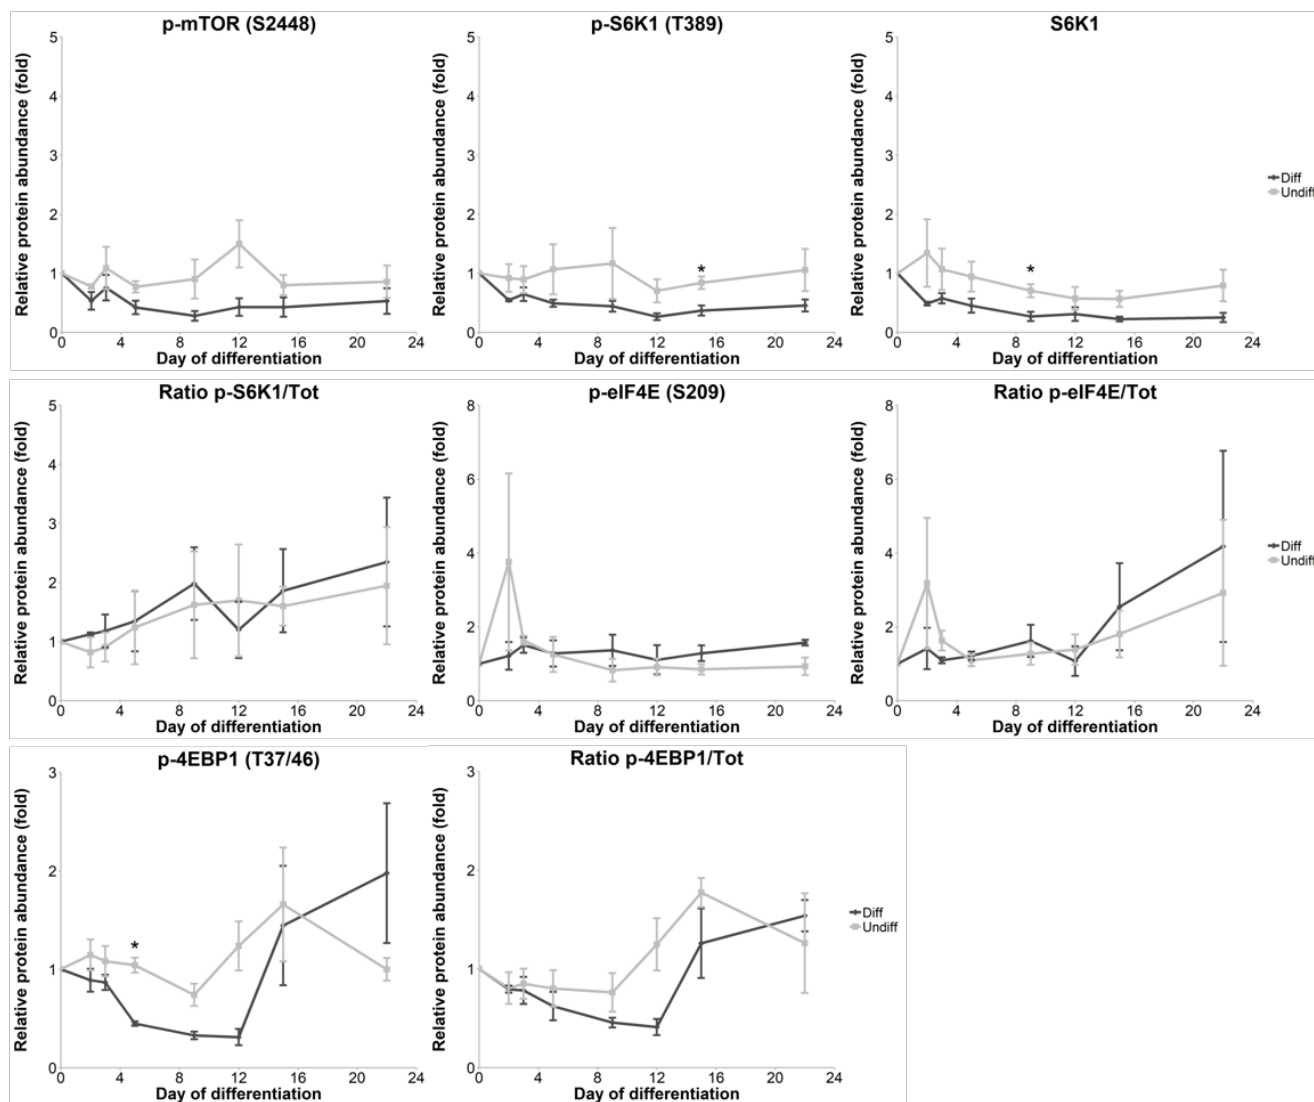 p-mTOR (S2448)
p-S6K1 (T389)
S6K1
Relative protein abundance (fold)
5
4
3
2
1
0
0 4 8 12 16 20 24
Day of differentiation
Relative protein abundance (fold)
5
4
3
2
1
0
*
0 4 8 12 16 20 24
Day of differentiation
Relative protein abundance (fold)
5
4
3
2
1
0
*
0 4 8 12 16 20 24
Day of differentiation
Diff
Undiff
Ratio p-S6K1/Tot
p-eIF4E (S209)
Ratio p-eIF4E/Tot
Relative protein abundance (fold)
5
4
3
2
1
0
0 4 8 12 16 20 24
Day of differentiation
Relative protein abundance (fold)
8
6
4
2
0
0 4 8 12 16 20 24
Day of differentiation
Relative protein abundance (fold)
8
6
4
2
0
0 4 8 12 16 20 24
Day of differentiation
Diff
Undiff
p-4EBP1 (T37/46)
Ratio p-4EBP1/Tot
Relative protein abundance (fold)
3
2
1
0
*
0 4 8 12 16 20 24
Day of differentiation
Relative protein abundance (fold)
3
2
1
0
0 4 8 12 16 20 24
Day of differentiation
Diff
Undiff